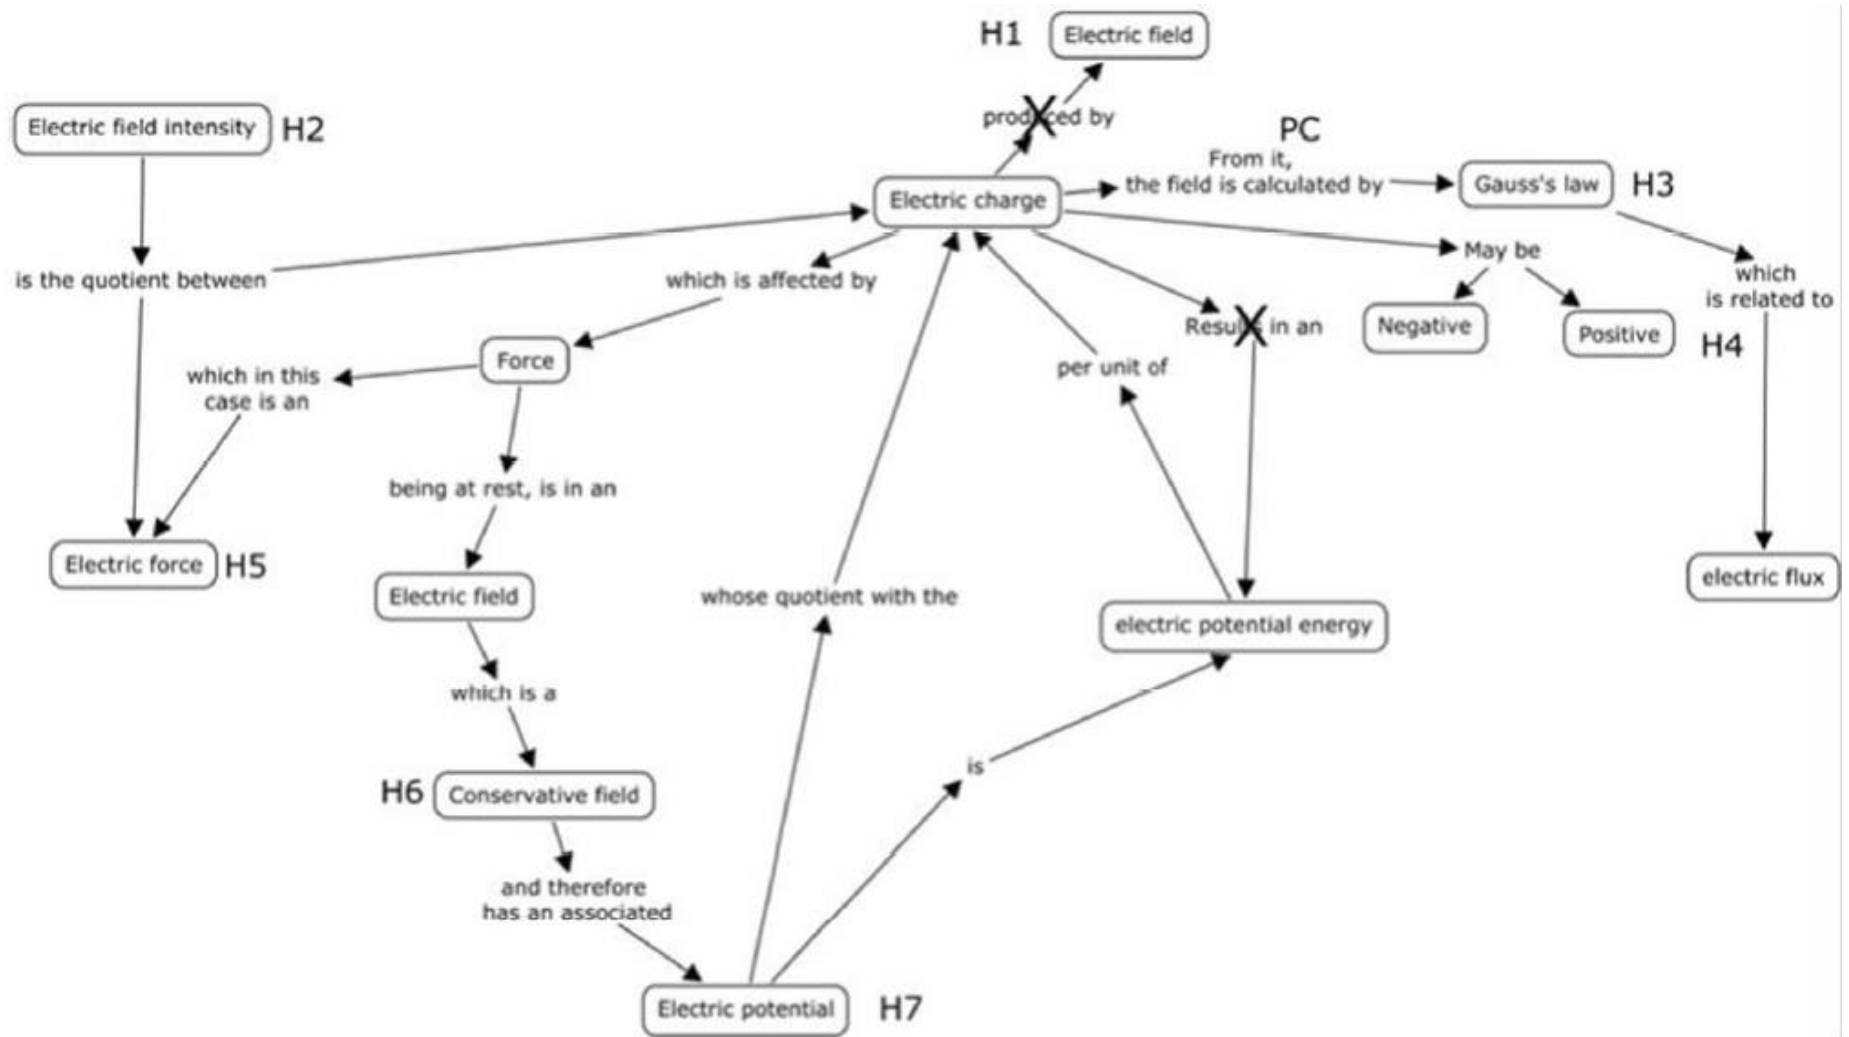 H1
Electric field
Electric field intensity
H2
produced by
X
PC
From it,
the field is calculated by
Gauss's law
H3
Electric charge
May be
which
is related to
is the quotient between
which is affected by
Results in an
X
Negative
Positive
H4
Force
which in this
case is an
per unit of
being at rest, is in an
Electric force
H5
Electric field
whose quotient with the
electric potential energy
electric flux
which is a
is
H6
Conservative field
and therefore
has an associated
Electric potential
H7